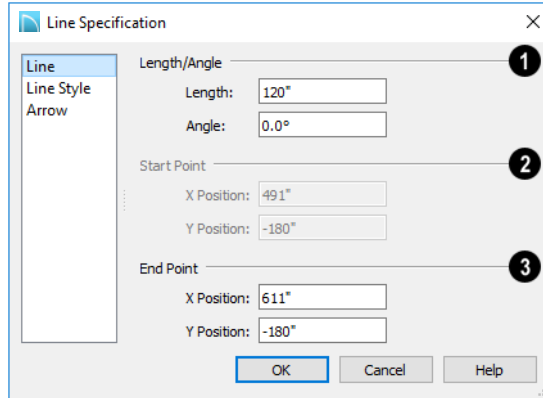 Line Specification
Line
Line Style
Arrow
Length/Angle
1
Length: 120"
Angle: 0.0°
Start Point
2
X Position: 491"
Y Position: -180"
End Point
3
X Position: 611"
Y Position: -180"
OK Cancel Help